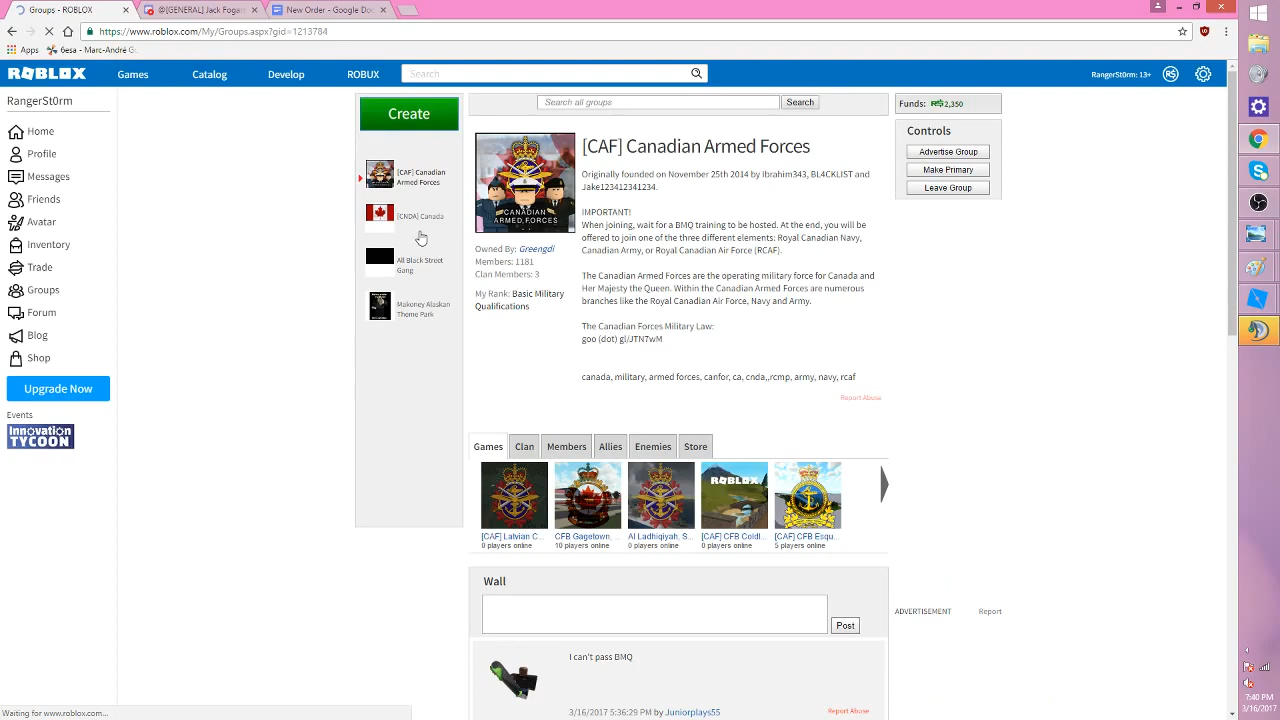 Groups - ROBLOX
@[GENERAL] Jack Fogar
New Order - Google Doc
https://www.roblox.com/My/Groups.aspx?gid=1213784
Apps
6esa - Marc-André G
ROBLOX
Games
Catalog
Develop
ROBUX
Search
RangerSt0rm: 13+
RangerSt0rm
Home
Profile
Messages
Friends
Avatar
Inventory
Trade
Groups
Forum
Blog
Shop
Upgrade Now
Events
Innovation
TYCOON
Create
[CAF] Canadian
Armed Forces
[CNDA] Canada
All Black Street
Gang
Makoney Alaskan
Theme Park
Search all groups
Search
CANADIAN
ARMED FORCES
Owned By: Greengdi
Members: 1181
Clan Members: 3
My Rank: Basic Military
Qualifications
[CAF] Canadian Armed Forces
Originally founded on November 25th 2014 by Ibrahim343, BL4CKLIST and
Jake123412341234.
IMPORTANT!
When joining, wait for a BMQ training to be hosted. At the end, you will be
offered to join one of the three different elements: Royal Canadian Navy,
Canadian Army, or Royal Canadian Air Force (RCAF).
The Canadian Armed Forces are the operating military force for Canada and
Her Majesty the Queen. Within the Canadian Armed Forces are numerous
branches like the Royal Canadian Air Force, Navy and Army.
The Canadian Forces Military Law:
goo (dot) gl/JTN7wM
canada, military, armed forces, canfor, ca, cnda,,rcmp, army, navy, rcaf
Report Abuse
Funds: R$ 2,350
Controls
Advertise Group
Make Primary
Leave Group
Games
Clan
Members
Allies
Enemies
Store
ROBLOX
[CAF] Latvian C...
0 players online
CFB Gagetown, ...
10 players online
Al Ladhiqiyah, S...
0 players online
[CAF] CFB Coldl...
0 players online
[CAF] CFB Esqu...
5 players online
Wall
Post
I can't pass BMQ
3/16/2017 5:36:29 PM by Juniorplays55
Report Abuse
ADVERTISEMENT
Report
Waiting for www.roblox.com...
7:40 PM
3/16/2017